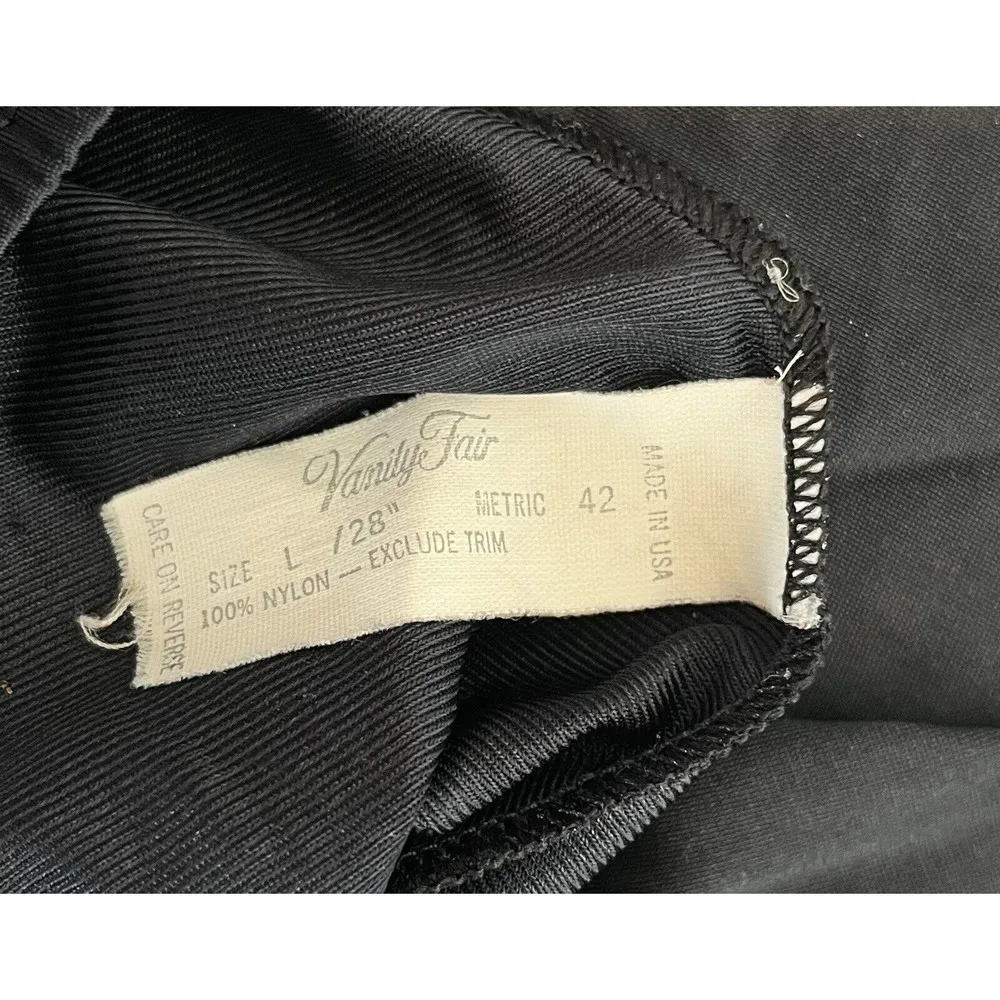 Vanity Fair
SIZE L /28" METRIC 42
100% NYLON — EXCLUDE TRIM
MADE IN USA
CARE ON REVERSE